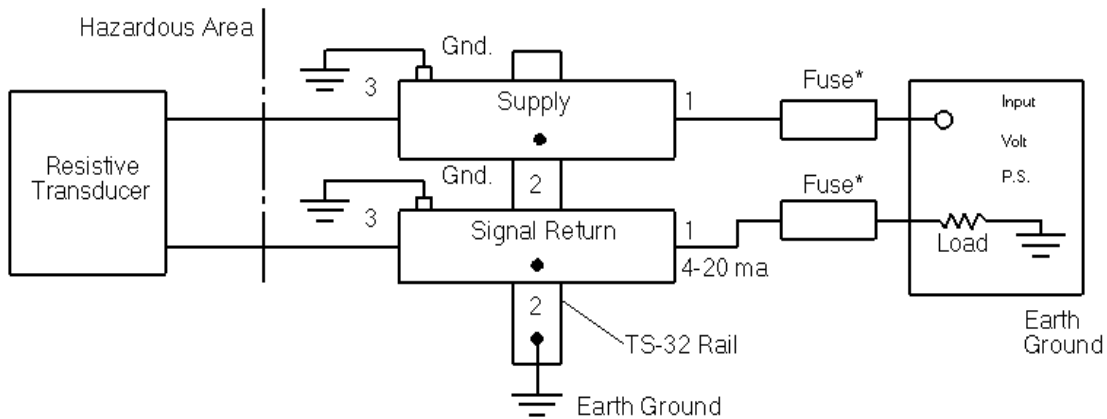 Hazardous Area
Gnd.
3
Supply
1
Fuse*
Input
Volt
P.S.
Resistive
Transducer
Gnd.
2
3
Signal Return
1
4-20 ma
Fuse*
Load
2
TS-32 Rail
Earth
Ground
Earth Ground